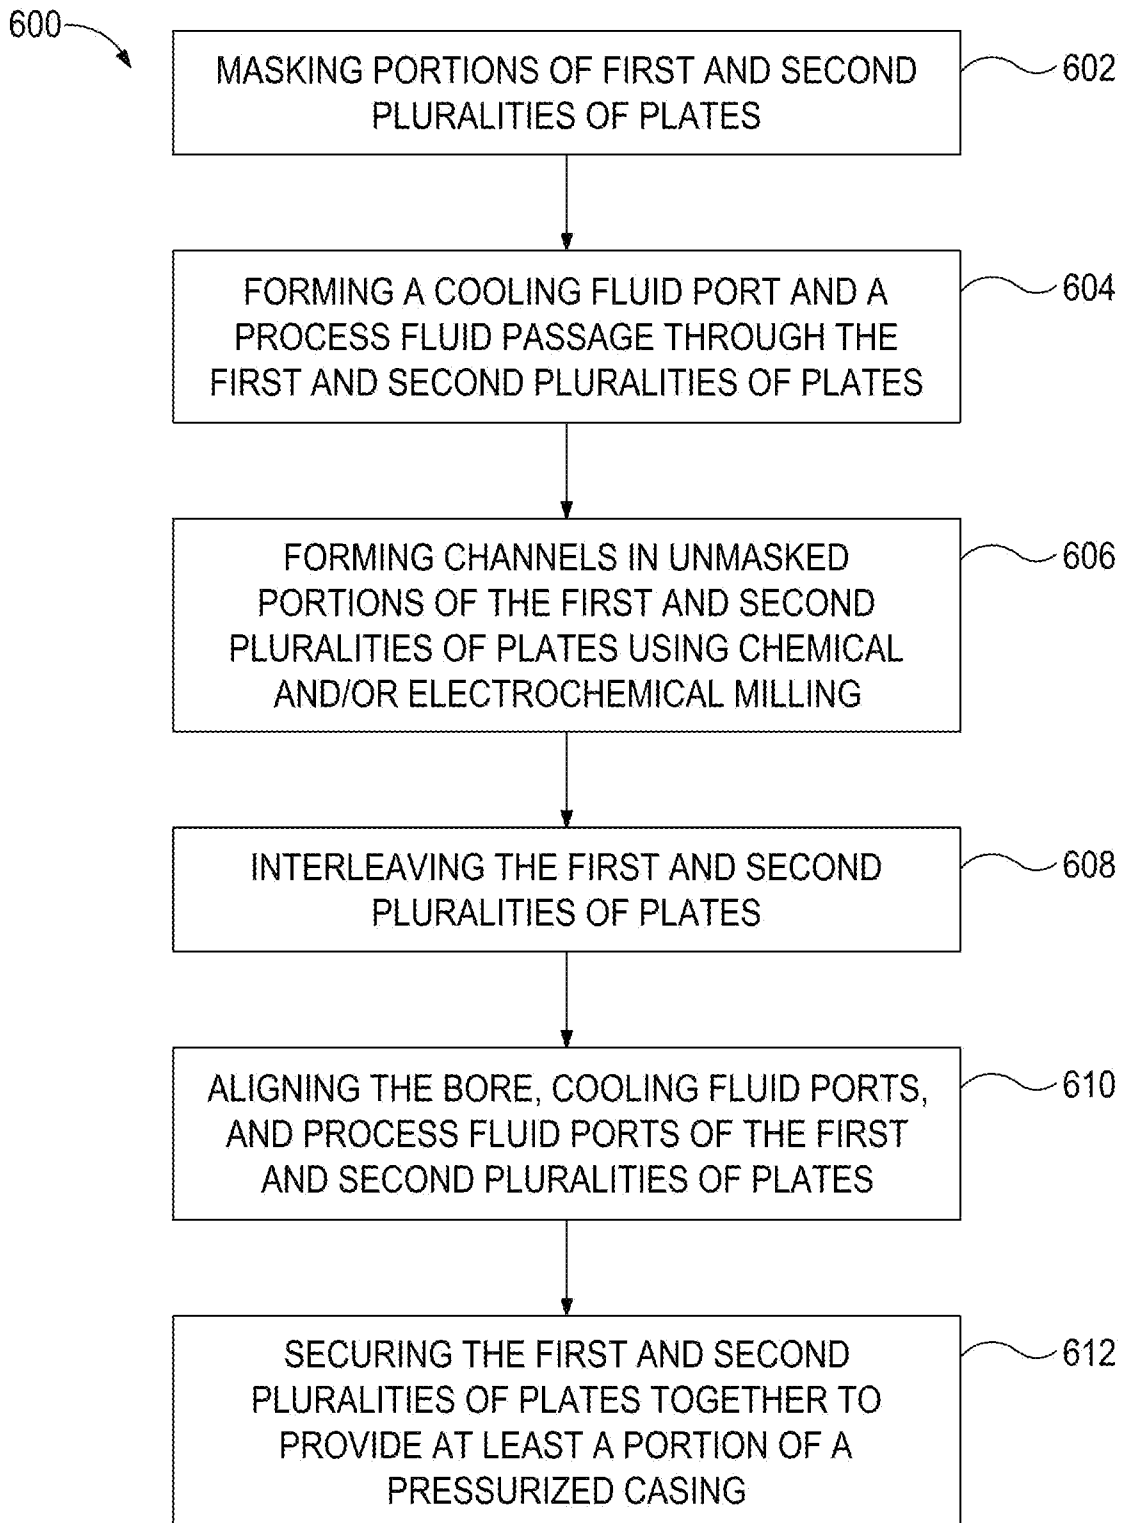 600
MASKING PORTIONS OF FIRST AND SECOND
PLURALITIES OF PLATES
602
FORMING A COOLING FLUID PORT AND A
PROCESS FLUID PASSAGE THROUGH THE
FIRST AND SECOND PLURALITIES OF PLATES
604
FORMING CHANNELS IN UNMASKED
PORTIONS OF THE FIRST AND SECOND
PLURALITIES OF PLATES USING CHEMICAL
AND/OR ELECTROCHEMICAL MILLING
606
INTERLEAVING THE FIRST AND SECOND
PLURALITIES OF PLATES
608
ALIGNING THE BORE, COOLING FLUID PORTS,
AND PROCESS FLUID PORTS OF THE FIRST
AND SECOND PLURALITIES OF PLATES
610
SECURING THE FIRST AND SECOND
PLURALITIES OF PLATES TOGETHER TO
PROVIDE AT LEAST A PORTION OF A
PRESSURIZED CASING
612